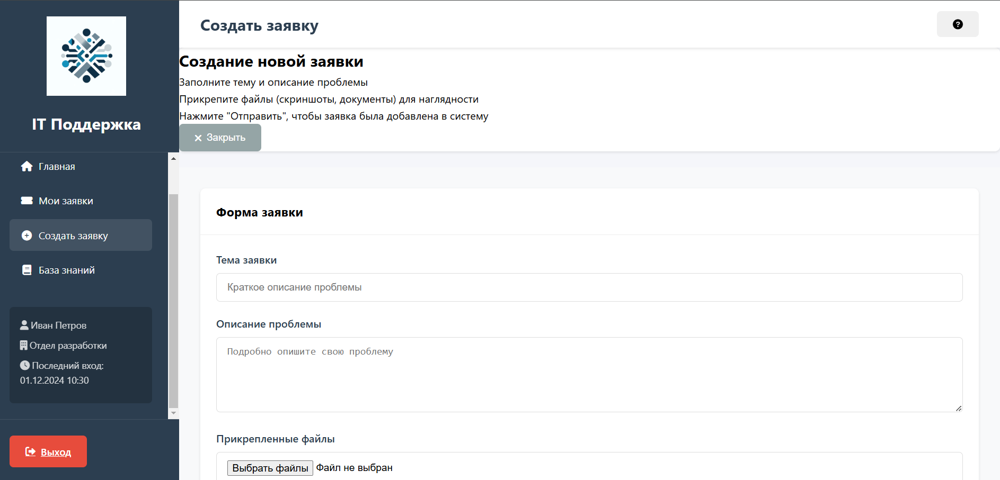 IT Поддержка
Главная
Мои заявки
Создать заявку
База знаний
Иван Петров
Отдел разработки
Последний вход:
01.12.2024 10:30
Выход
Создать заявку
?
Создание новой заявки
Заполните тему и описание проблемы
Прикрепите файлы (скриншоты, документы) для наглядности
Нажмите "Отправить", чтобы заявка была добавлена в систему
Закрыть
Форма заявки
Тема заявки
Краткое описание проблемы
Описание проблемы
Подробно опишите свою проблему
Прикрепленные файлы
Выбрать файлы Файл не выбран